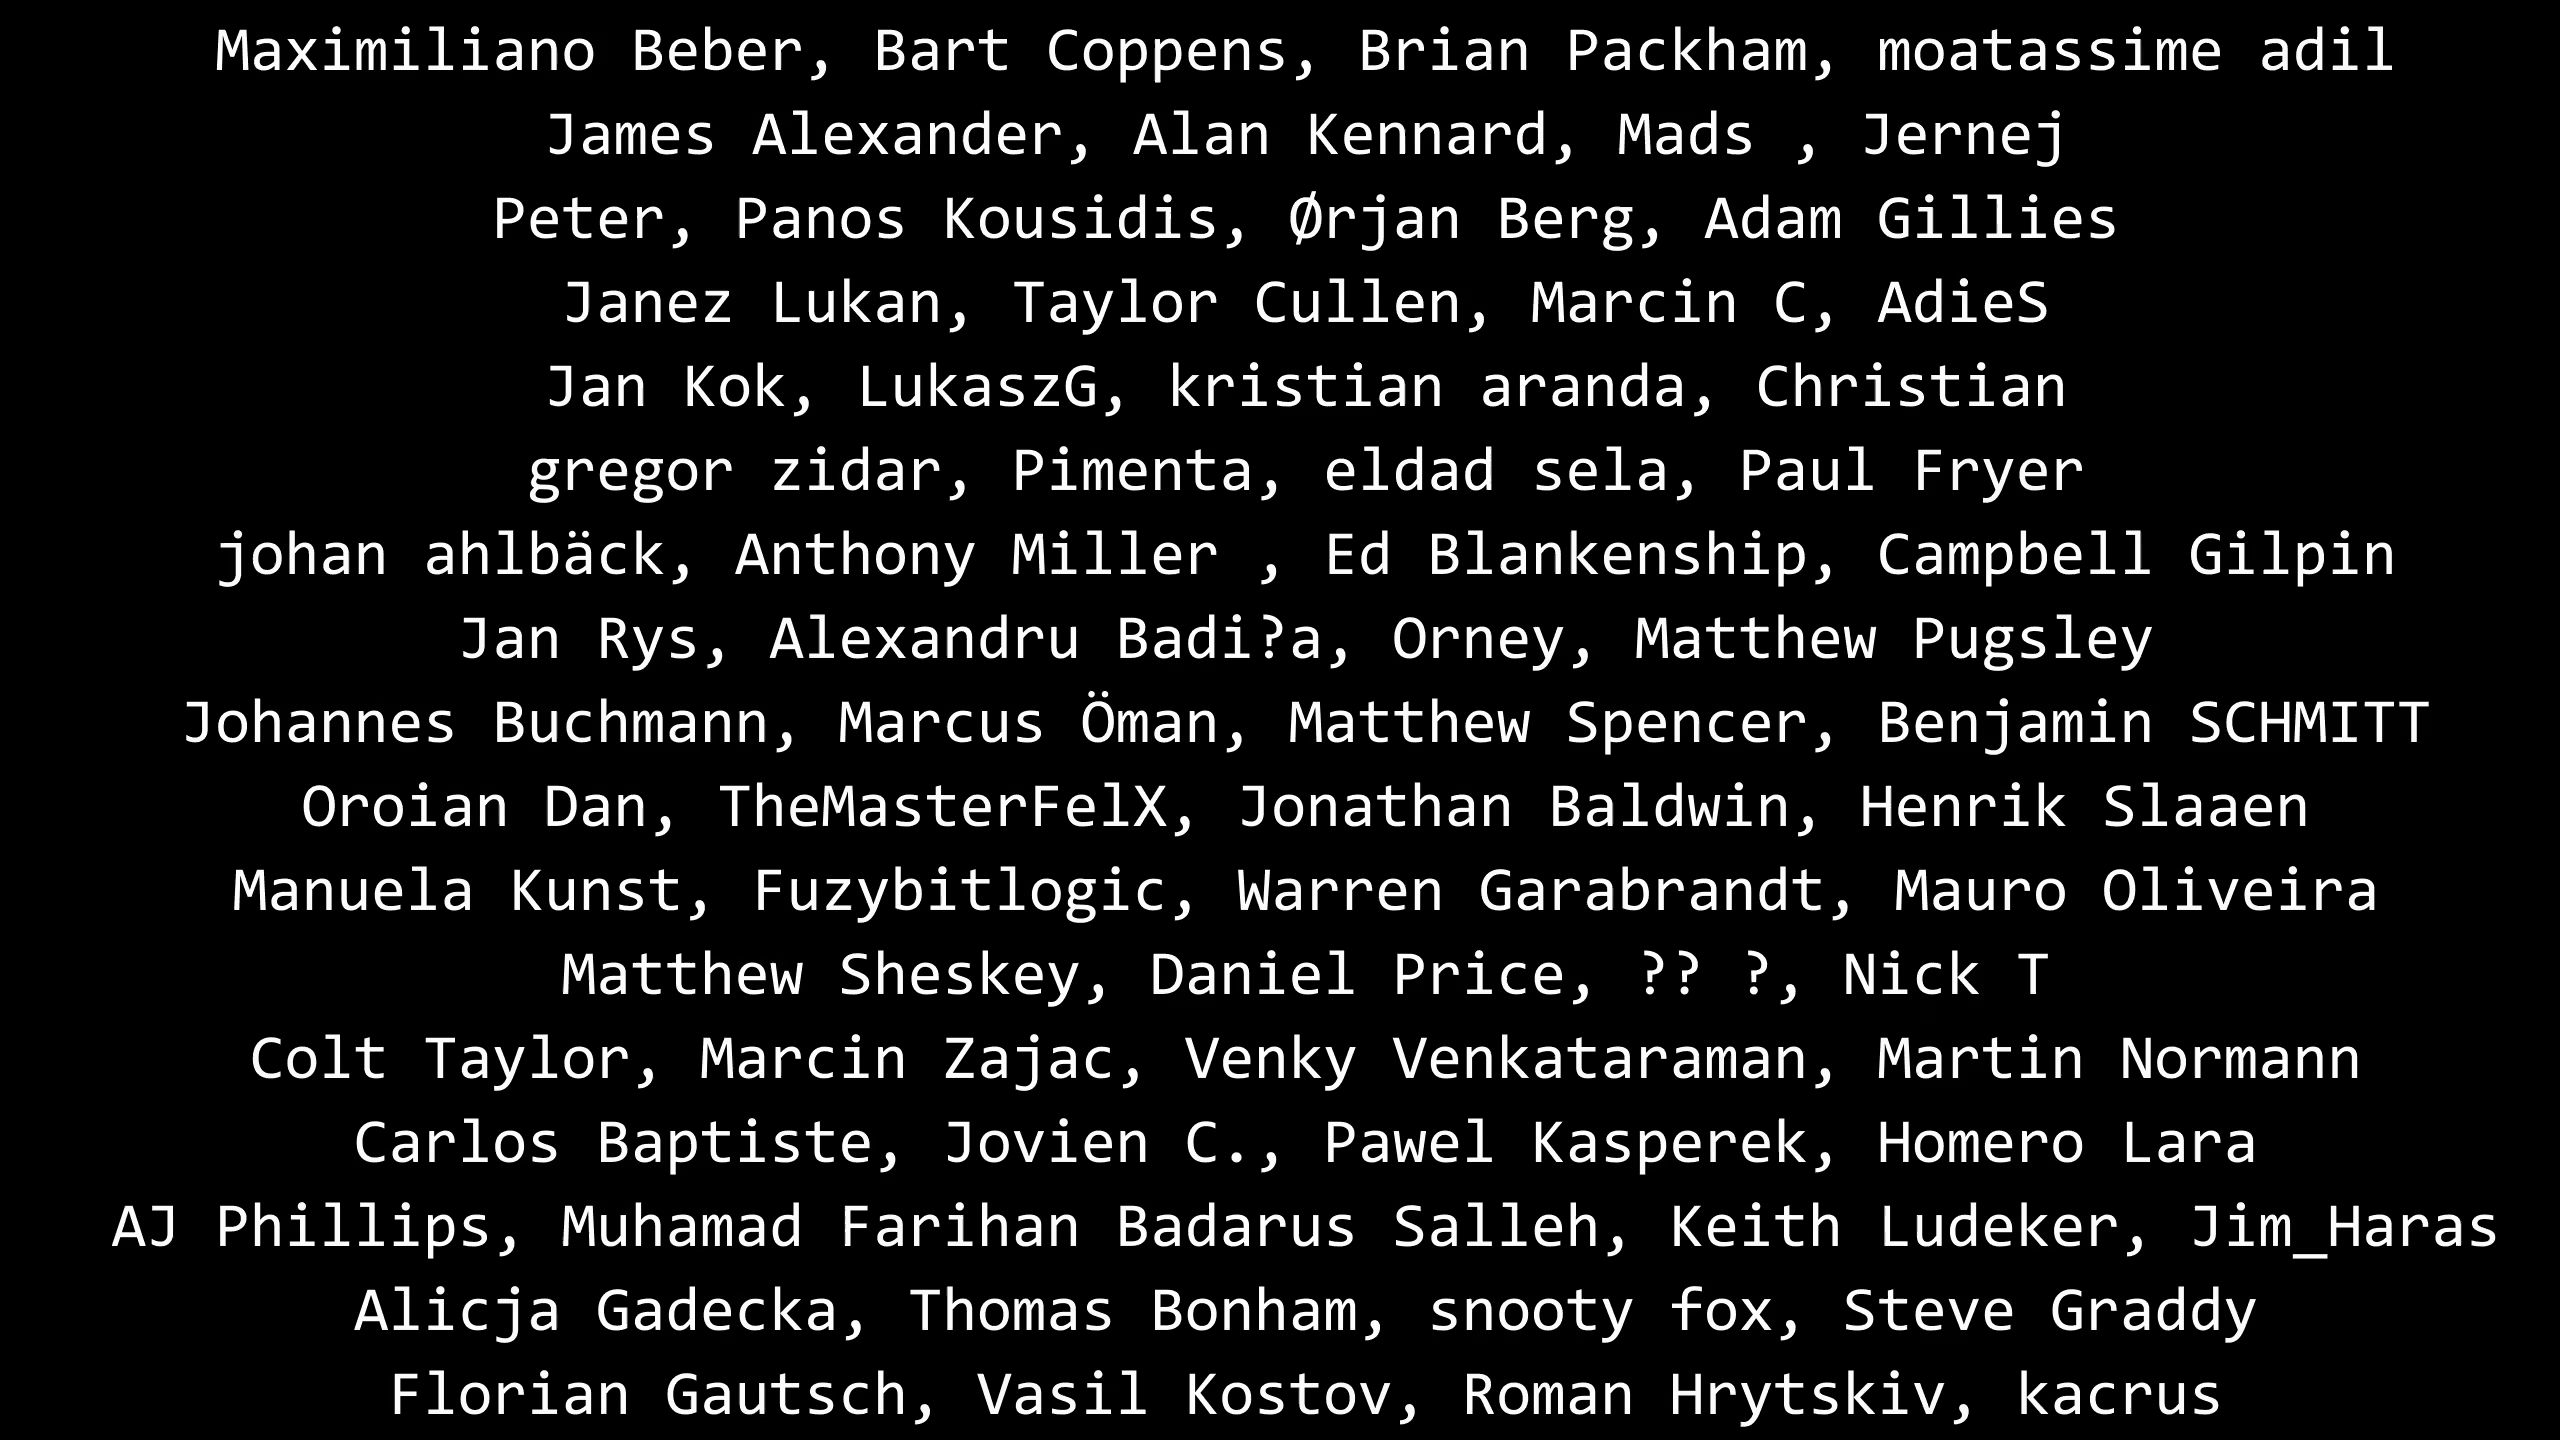 Maximiliano Beber, Bart Coppens, Brian Packham, moatassime adil
James Alexander, Alan Kennard, Mads , Jernej
Peter, Panos Kousidis, Ørjan Berg, Adam Gillies
Janez Lukan, Taylor Cullen, Marcin C, AdieS
Jan Kok, LukaszG, kristian aranda, Christian
gregor zidar, Pimenta, eldad sela, Paul Fryer
johan ahlbäck, Anthony Miller , Ed Blankenship, Campbell Gilpin
Jan Rys, Alexandru Badi?a, Orney, Matthew Pugsley
Johannes Buchmann, Marcus Öman, Matthew Spencer, Benjamin SCHMITT
Oroian Dan, TheMasterFelX, Jonathan Baldwin, Henrik Slaaen
Manuela Kunst, Fuzybitlogic, Warren Garabrandt, Mauro Oliveira
Matthew Sheskey, Daniel Price, ?? ?, Nick T
Colt Taylor, Marcin Zajac, Venky Venkataraman, Martin Normann
Carlos Baptiste, Jovien C., Pawel Kasperek, Homero Lara
AJ Phillips, Muhamad Farihan Badarus Salleh, Keith Ludeker, Jim_Haras
Alicja Gadecka, Thomas Bonham, snooty fox, Steve Graddy
Florian Gautsch, Vasil Kostov, Roman Hrytskiv, kacrus